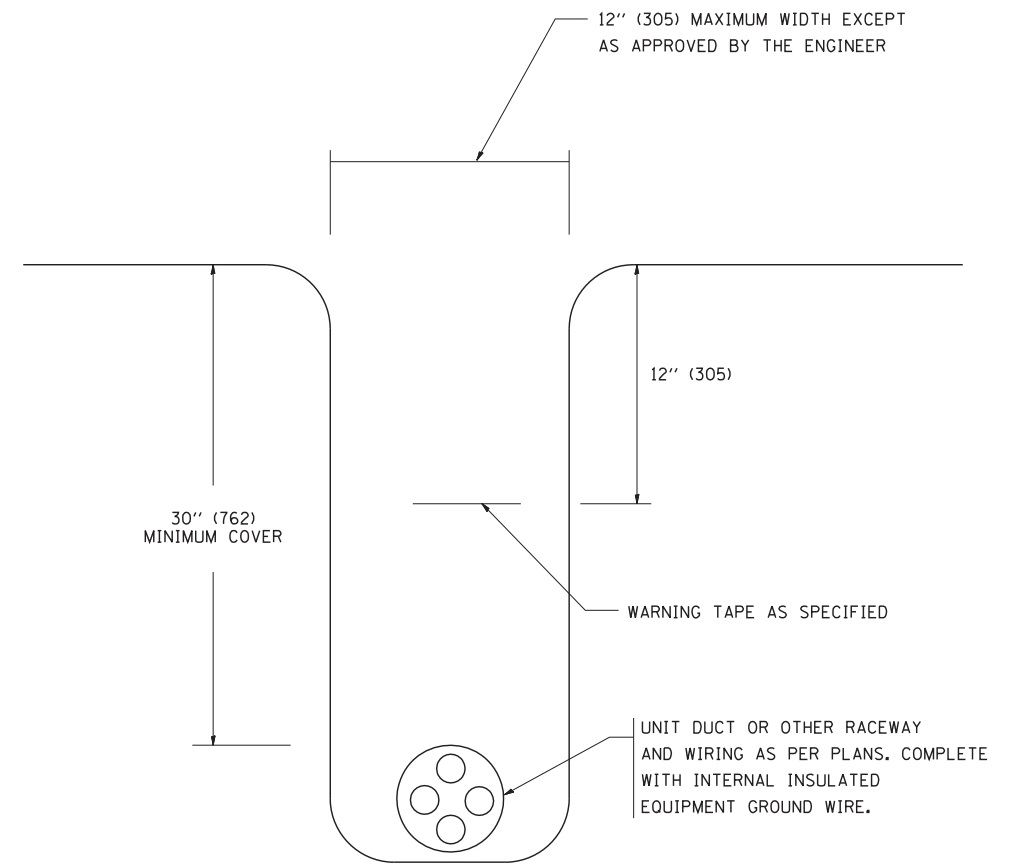 12'' (305) MAXIMUM WIDTH EXCEPT
AS APPROVED BY THE ENGINEER
12'' (305)
30'' (762)
MINIMUM COVER
WARNING TAPE AS SPECIFIED
UNIT DUCT OR OTHER RACEWAY
AND WIRING AS PER PLANS. COMPLETE
WITH INTERNAL INSULATED
EQUIPMENT GROUND WIRE.